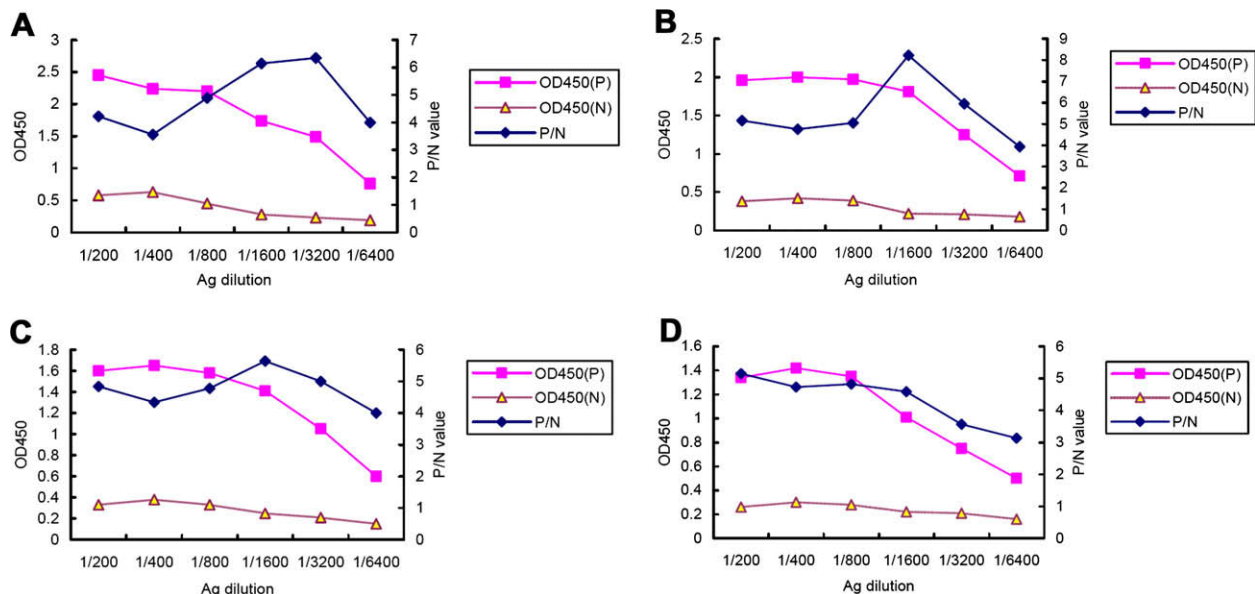 A
OD450
3
2.5
2
1.5
1
0.5
0
7
6
5
4
3
2
1
0
P/N value
1/200 1/400 1/800 1/1600 1/3200 1/6400
Ag dilution
OD450(P)
OD450(N)
P/N
B
OD450
2.5
2
1.5
1
0.5
0
9
8
7
6
5
4
3
2
1
0
P/N value
1/200 1/400 1/800 1/1600 1/3200 1/6400
Ag dilution
OD450(P)
OD450(N)
P/N
C
OD450
1.8
1.6
1.4
1.2
1
0.8
0.6
0.4
0.2
0
6
5
4
3
2
1
0
P/N value
1/200 1/400 1/800 1/1600 1/3200 1/6400
Ag dilution
OD450(P)
OD450(N)
P/N
D
OD450
1.6
1.4
1.2
1
0.8
0.6
0.4
0.2
0
6
5
4
3
2
1
0
P/N value
1/200 1/400 1/800 1/1600 1/3200 1/6400
Ag dilution
OD450(P)
OD450(N)
P/N